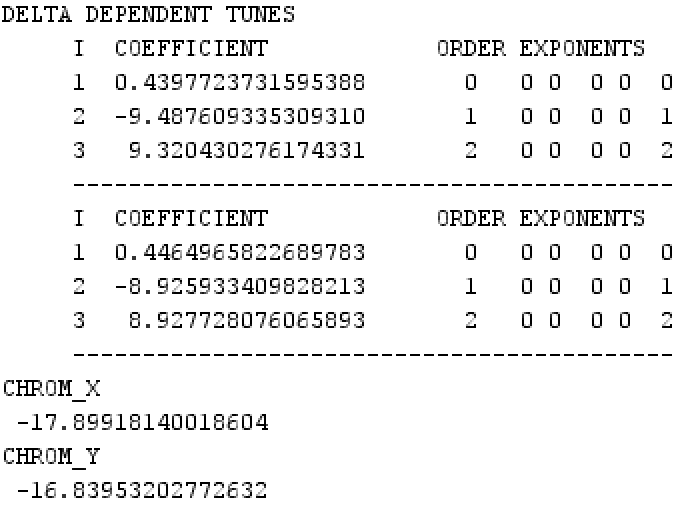 DELTA DEPENDENT TUNES
I COEFFICIENT ORDER EXPONENTS
1 0.4397723731595388 0 0 0 0 0 0
2 -9.487609335309310 1 0 0 0 0 1
3 9.320430276174331 2 0 0 0 0 2
-------------------------------------------
I COEFFICIENT ORDER EXPONENTS
1 0.4464965822689783 0 0 0 0 0 0
2 -8.925933409828213 1 0 0 0 0 1
3 8.927728076065893 2 0 0 0 0 2
-------------------------------------------
CHROM_X
-17.89918140018604
CHROM_Y
-16.83953202772632